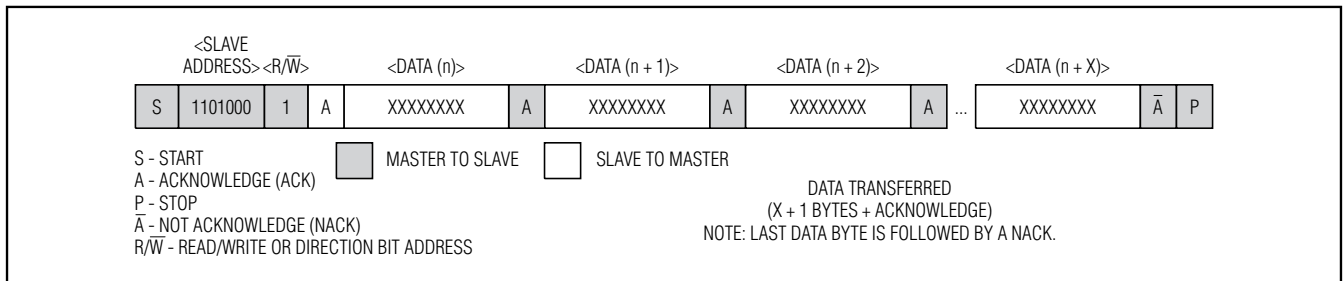 <SLAVE
ADDRESS> <R/W̅> <DATA (n)> <DATA (n + 1)> <DATA (n + 2)> <DATA (n + X)>
S 1101000 1 A XXXXXXXX A XXXXXXXX A XXXXXXXX A ... XXXXXXXX A̅ P
S - START
A - ACKNOWLEDGE (ACK)
P - STOP
A̅ - NOT ACKNOWLEDGE (NACK)
R/W̅ - READ/WRITE OR DIRECTION BIT ADDRESS
MASTER TO SLAVE
SLAVE TO MASTER
DATA TRANSFERRED
(X + 1 BYTES + ACKNOWLEDGE)
NOTE: LAST DATA BYTE IS FOLLOWED BY A NACK.